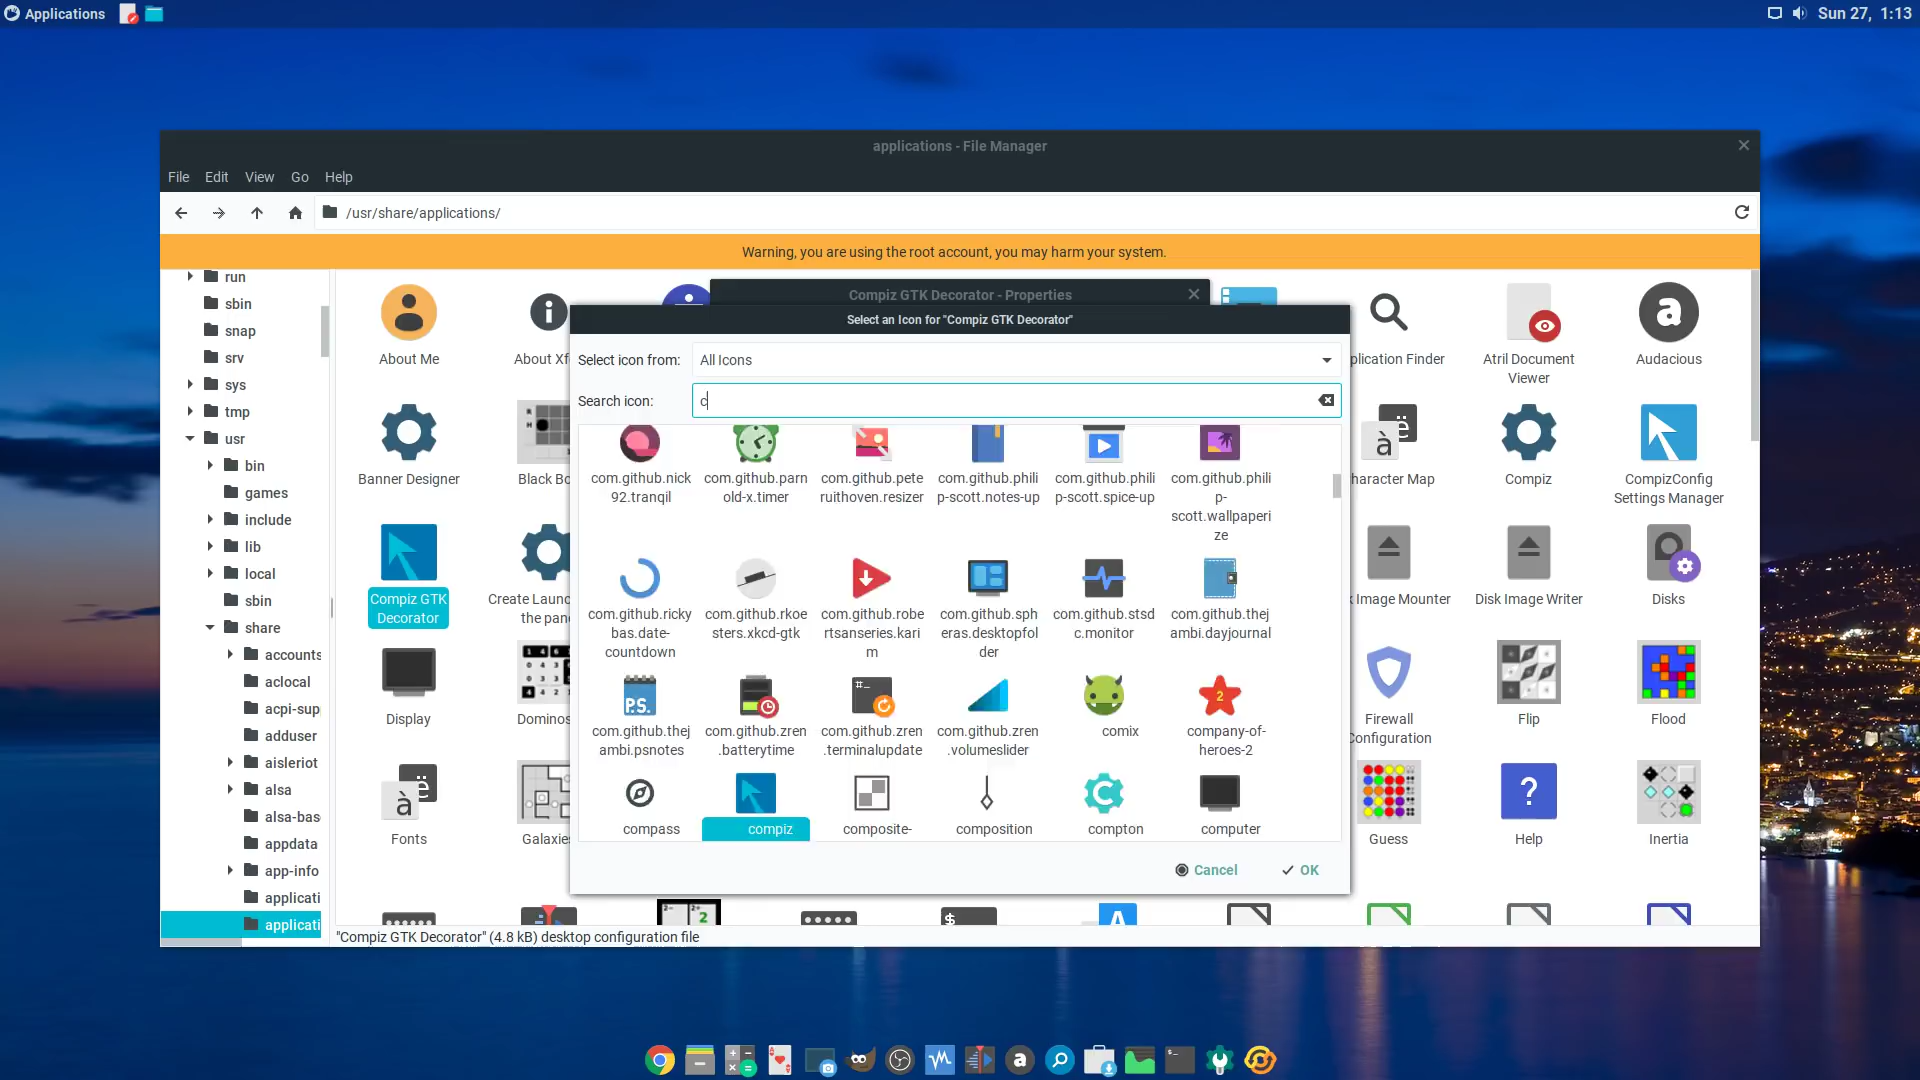 Applications
Sun 27, 1:13
applications - File Manager
File Edit View Go Help
/usr/share/applications/
Warning, you are using the root account, you may harm your system.
run
sbin
snap
srv
sys
tmp
usr
bin
games
include
lib
local
sbin
share
accounts
aclocal
acpi-sup
adduser
aisleriot
alsa
alsa-bas
appdata
app-info
applicati
applicati
About Me
About Xf
plication Finder
Atril Document
Viewer
Audacious
Banner Designer
Black Bo
haracter Map
Compiz
CompizConfig
Settings Manager
Compiz GTK
Decorator
Create Launc
the pane
Image Mounter
Disk Image Writer
Disks
Display
Dominos
Firewall
Configuration
Flip
Flood
Fonts
Galaxies
Guess
Help
Inertia
Compiz GTK Decorator - Properties
Select an Icon for "Compiz GTK Decorator"
Select icon from: All Icons
Search icon: c
com.github.nick
92.tranqil
com.github.parn
old-x.timer
com.github.pete
ruithoven.resizer
com.github.phili
p-scott.notes-up
com.github.phili
p-scott.spice-up
com.github.phili
p-
scott.wallpaperi
ze
com.github.ricky
bas.date-
countdown
com.github.rkoe
sters.xkcd-gtk
com.github.robe
rtsanseries.kari
m
com.github.sph
eras.desktopfol
der
com.github.stsd
c.monitor
com.github.thej
ambi.dayjournal
com.github.thej
ambi.psnotes
com.github.zren
.batterytime
com.github.zren
.terminalupdate
com.github.zren
.volumeslider
comix
company-of-
heroes-2
compass
compiz
composite-
composition
compton
computer
Cancel
OK
"Compiz GTK Decorator" (4.8 kB) desktop configuration file